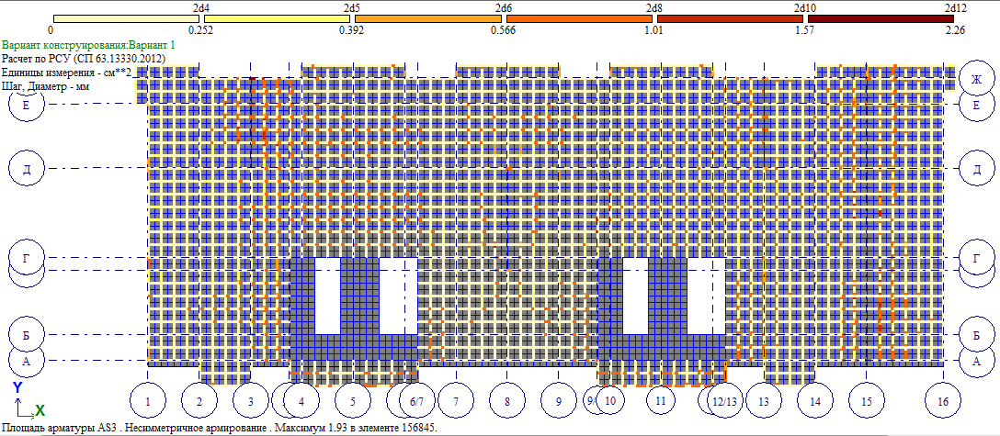 2d4 2d5 2d6 2d8 2d10 2d12
0 0.252 0.392 0.566 1.01 1.57 2.26
Вариант конструирования:Вариант 1
Расчет по РСУ (СП 63.13330.2012)
Единицы измерения - см**2
Шаг, Диаметр - мм
Ж
Е Е
Д Д
Г Г
Б Б
А А
Y
X
1 2 3 4 5 6/7 7 8 9 9/ 10 11 12/13 13 14 15 16
Площадь арматуры AS3 . Несимметричное армирование . Максимум 1.93 в элементе 156845.